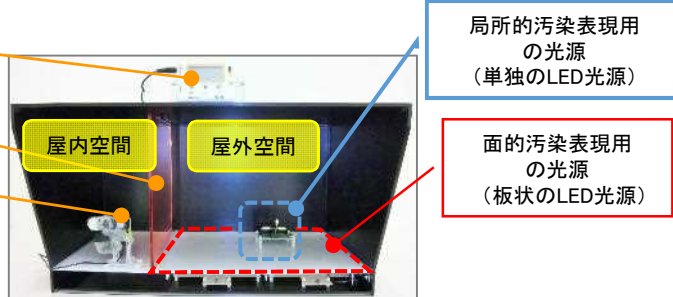 局所的汚染表現用
の光源
（単独のLED光源）
屋内空間
屋外空間
面的汚染表現用
の光源
（板状のLED光源）